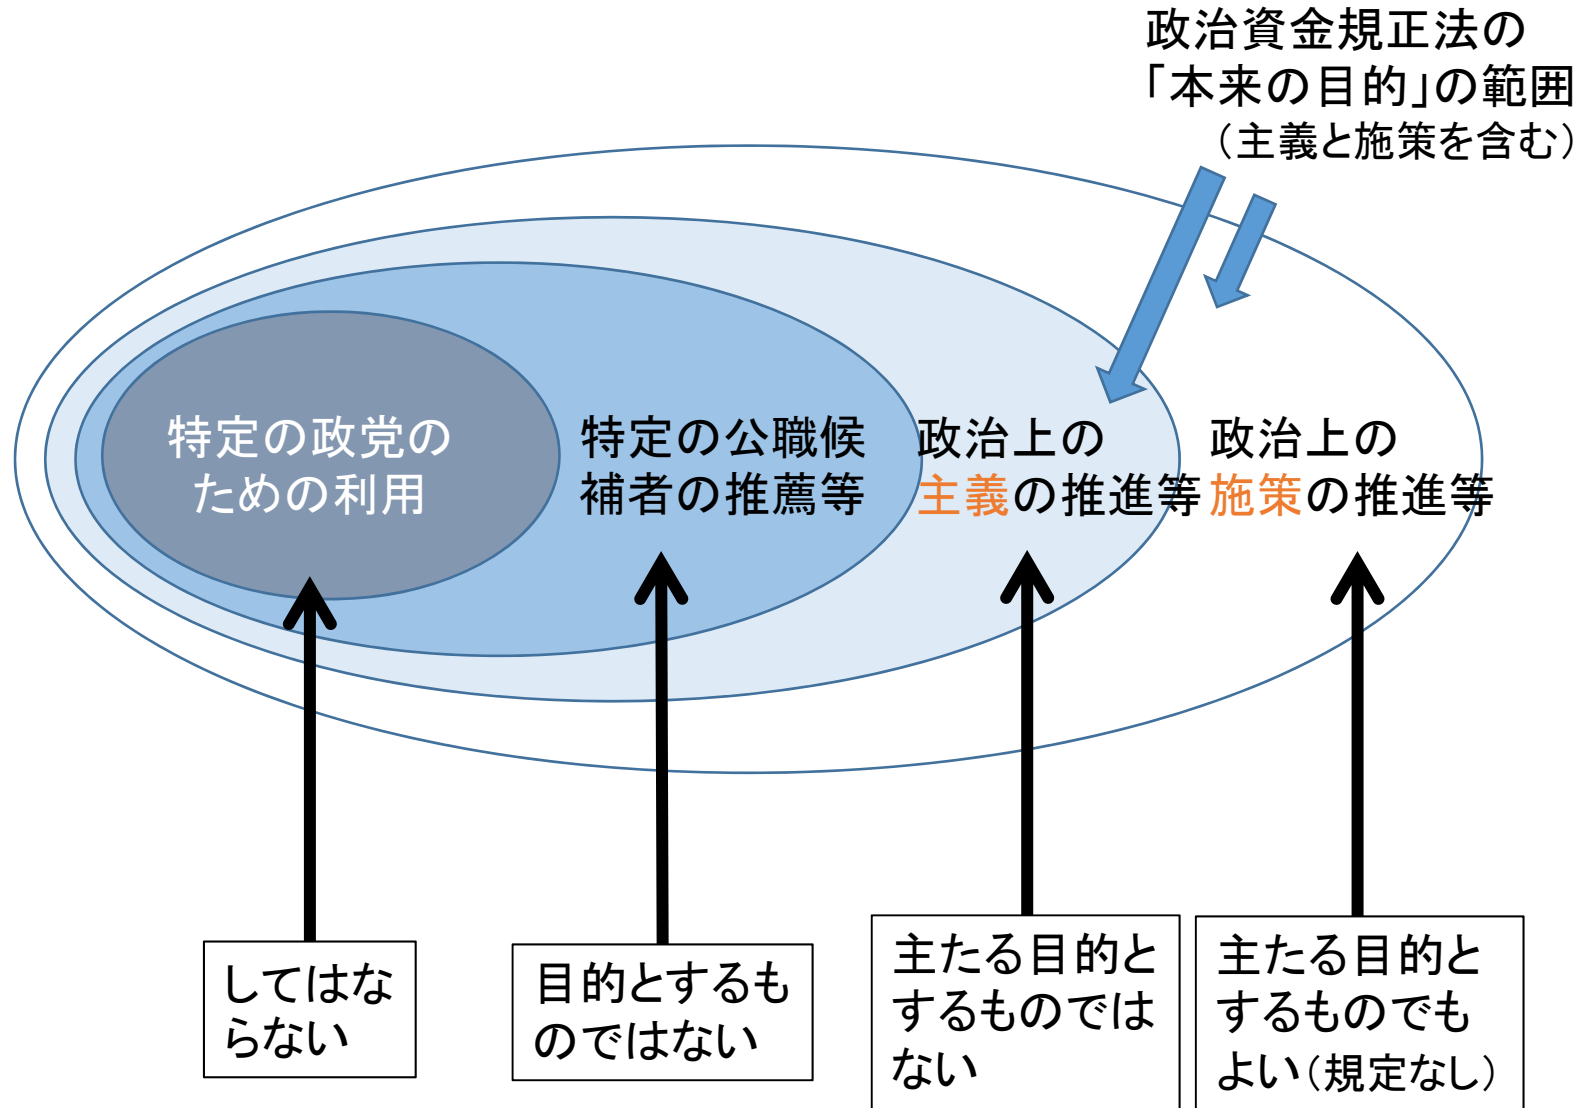 政治資金規正法の
「本来の目的」の範囲
（主義と施策を含む）
特定の政党の
ための利用
特定の公職候
補者の推薦等
政治上の
主義の推進等
政治上の
施策の推進等
してはな
らない
目的とするも
のではない
主たる目的と
するものでは
ない
主たる目的と
するものでも
よい（規定なし）